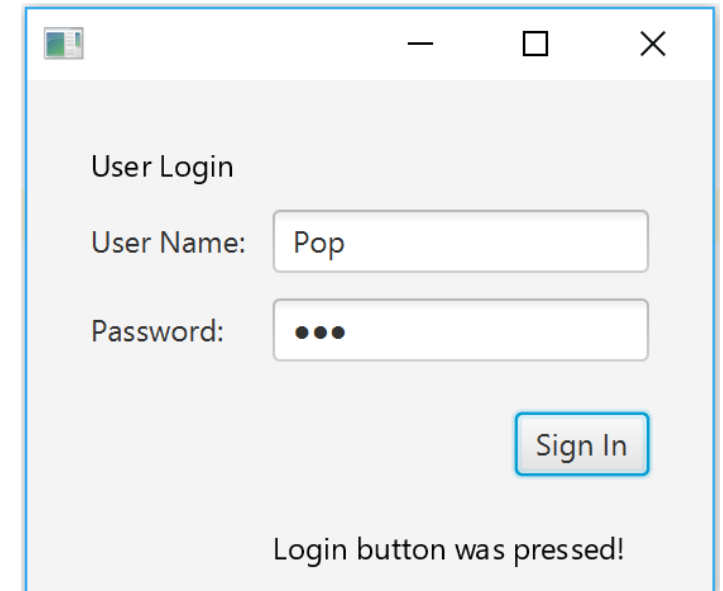 User Login
User Name: Pop
Password: ●●●
Sign In
Login button was pressed!